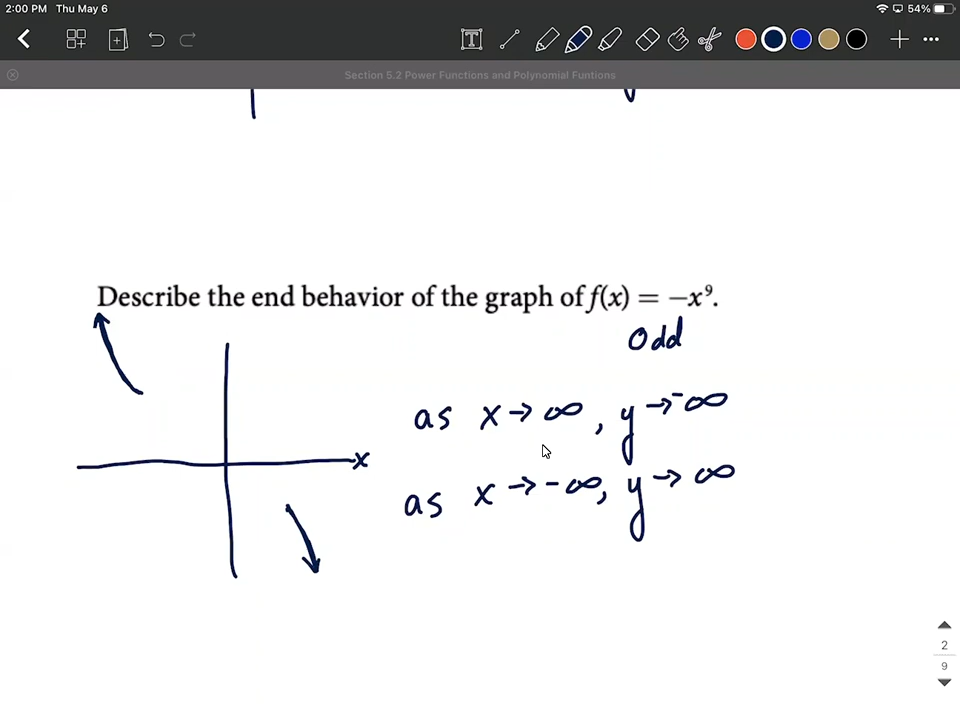 2:00 PM Thu May 6 54%
Section 5.2 Power Functions and Polynomial Funtions
Describe the end behavior of the graph of f(x) = −x⁹.
Odd
as x → ∞, y → -∞
x
as x → -∞, y → ∞
2
9